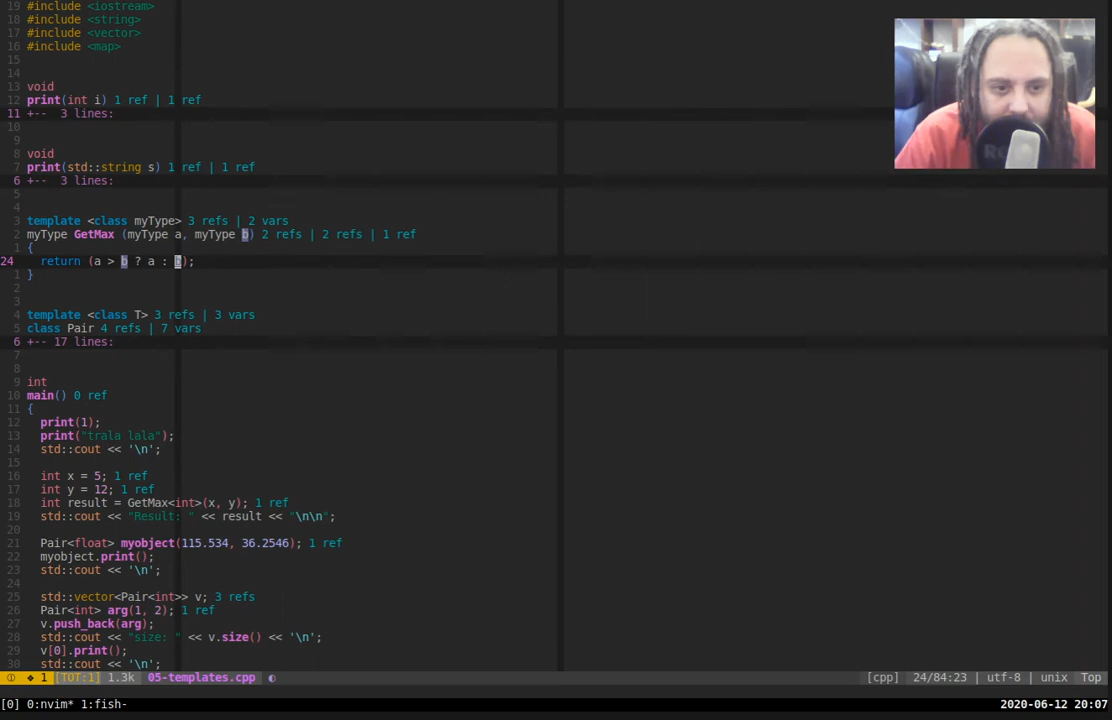 19 #include <iostream>
18 #include <string>
17 #include <vector>
16 #include <map>
15
14
13 void
12 print(int i) 1 ref | 1 ref
11 +-- 3 lines:
10
9
8 void
7 print(std::string s) 1 ref | 1 ref
6 +-- 3 lines:
5
4
3 template <class myType> 3 refs | 2 vars
2 myType GetMax (myType a, myType b) 2 refs | 2 refs | 1 ref
1 {
24 return (a > b ? a : b);
1 }
2
3
4 template <class T> 3 refs | 3 vars
5 class Pair 4 refs | 7 vars
6 +-- 17 lines:
7
8
9 int
10 main() 0 ref
11 {
12 print(1);
13 print("trala lala");
14 std::cout << '\n';
15
16 int x = 5; 1 ref
17 int y = 12; 1 ref
18 int result = GetMax<int>(x, y); 1 ref
19 std::cout << "Result: " << result << "\n\n";
20
21 Pair<float> myobject(115.534, 36.2546); 1 ref
22 myobject.print();
23 std::cout << '\n';
24
25 std::vector<Pair<int>> v; 3 refs
26 Pair<int> arg(1, 2); 1 ref
27 v.push_back(arg);
28 std::cout << "size: " << v.size() << '\n';
29 v[0].print();
30 std::cout << '\n';
1 [TOT:1] 1.3k 05-templates.cpp [cpp] 24/84:23 | utf-8 | unix Top
[0] 0:nvim* 1:fish- 2020-06-12 20:07